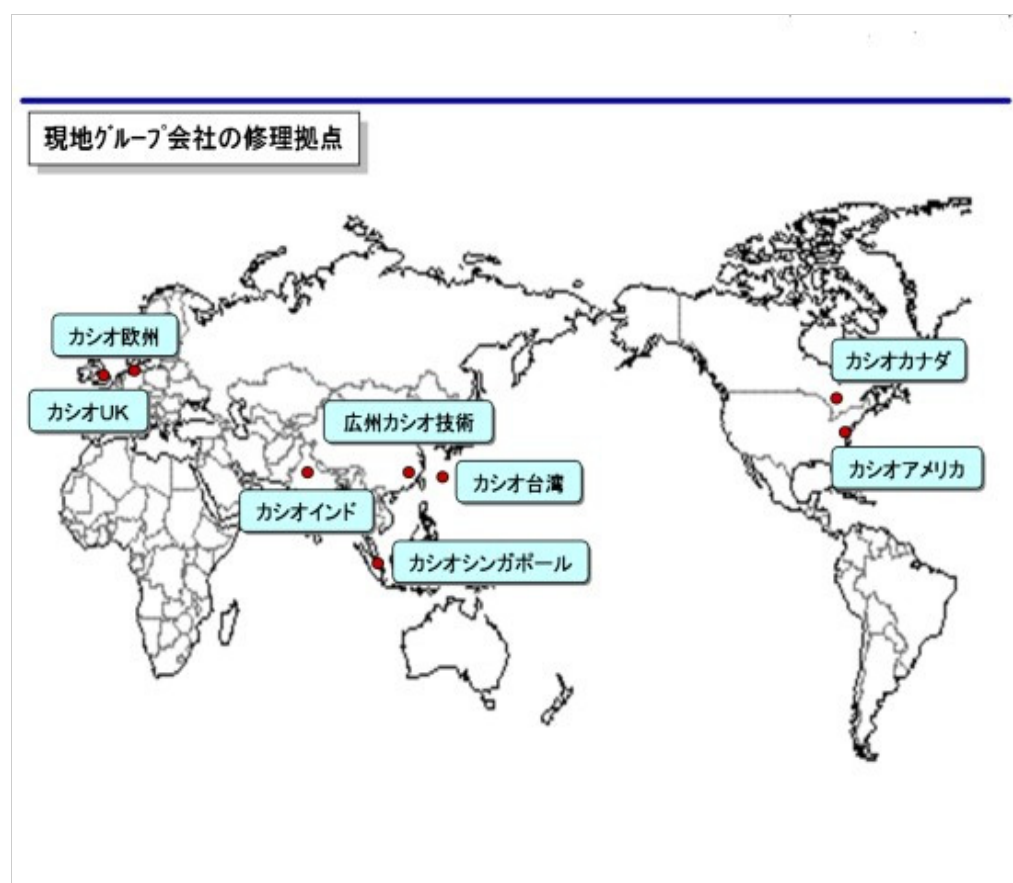 現地ｸﾞﾙｰﾌﾟ会社の修理拠点
カシオ欧州
カシオUK
広州カシオ技術
カシオインド
カシオ台湾
カシオシンガポール
カシオカナダ
カシオアメリカ